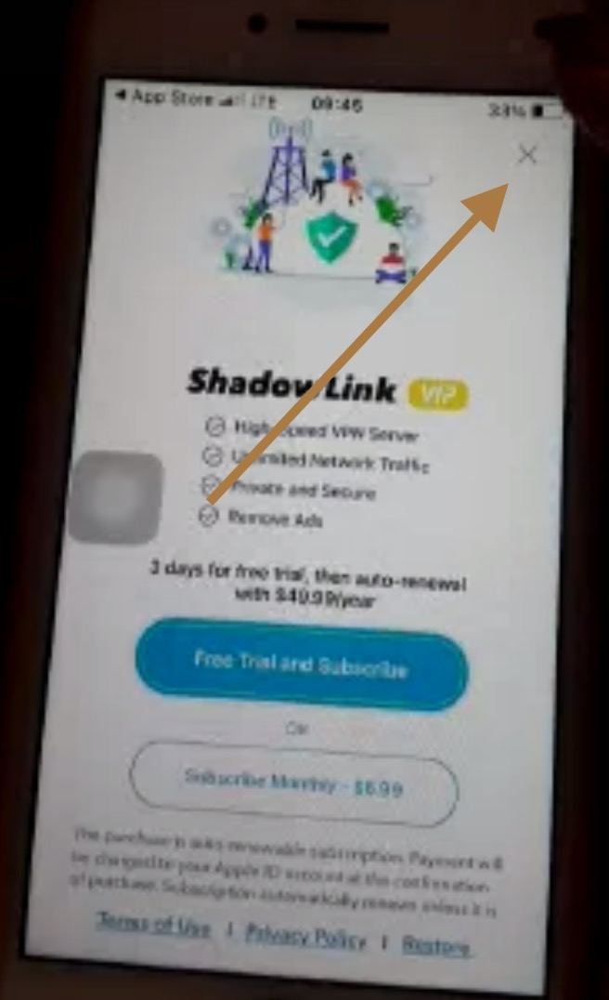 App Store LTE 09:46 33%
ShadowLink VIP
High-Speed VPN Server
Unlimited Network Traffic
Private and Secure
Remove Ads
3 days for free trial, then auto-renewal
with $49.99/year
Free Trial and Subscribe
OR
Subscribe Monthly - $6.99
The purchase is auto-renewable subscription. Payment will
be charged to your Apple ID account at the confirmation
of purchase. Subscription automatically renews unless it is
Terms of Use | Privacy Policy | Restore